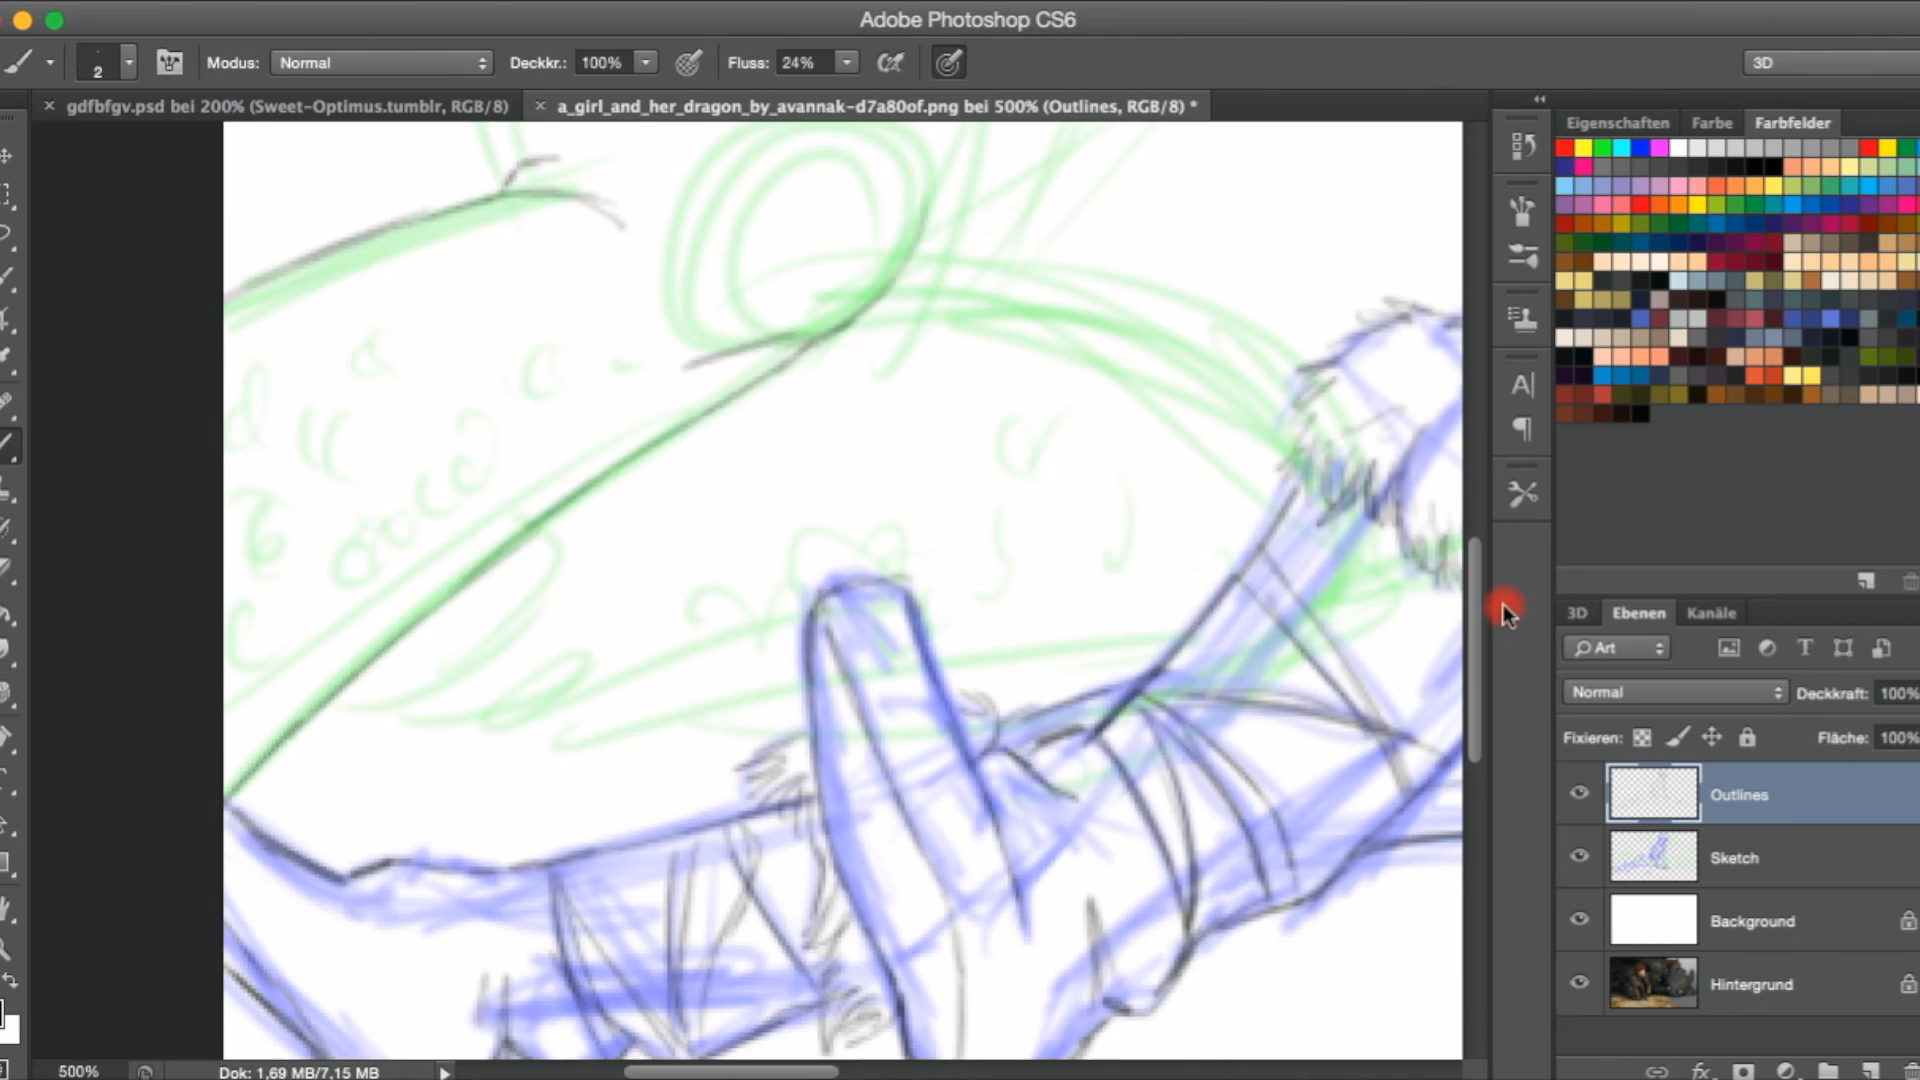 Adobe Photoshop CS6
2 Modus: Normal Deckkr.: 100% Fluss: 24% 3D
gdfbfgv.psd bei 200% (Sweet-Optimus.tumblr, RGB/8) a_girl_and_her_dragon_by_avannak-d7a80of.png bei 500% (Outlines, RGB/8) *
Eigenschaften Farbe Farbfelder
3D Ebenen Kanäle
Art
Normal Deckkraft: 100%
Fixieren: Fläche: 100%
Outlines
Sketch
Background
Hintergrund
500% Dok: 1,69 MB/7,15 MB